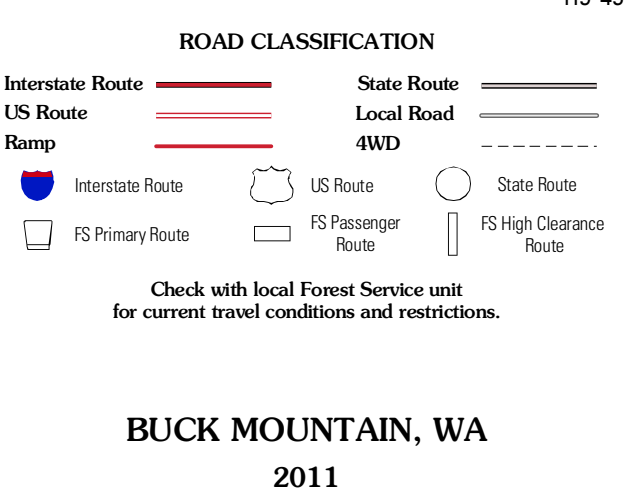 ROAD CLASSIFICATION
Interstate Route State Route
US Route Local Road
Ramp 4WD
Interstate Route US Route State Route
FS Primary Route
FS Passenger
Route
FS High Clearance
Route
Check with local Forest Service unit
for current travel conditions and restrictions.
BUCK MOUNTAIN, WA
2011